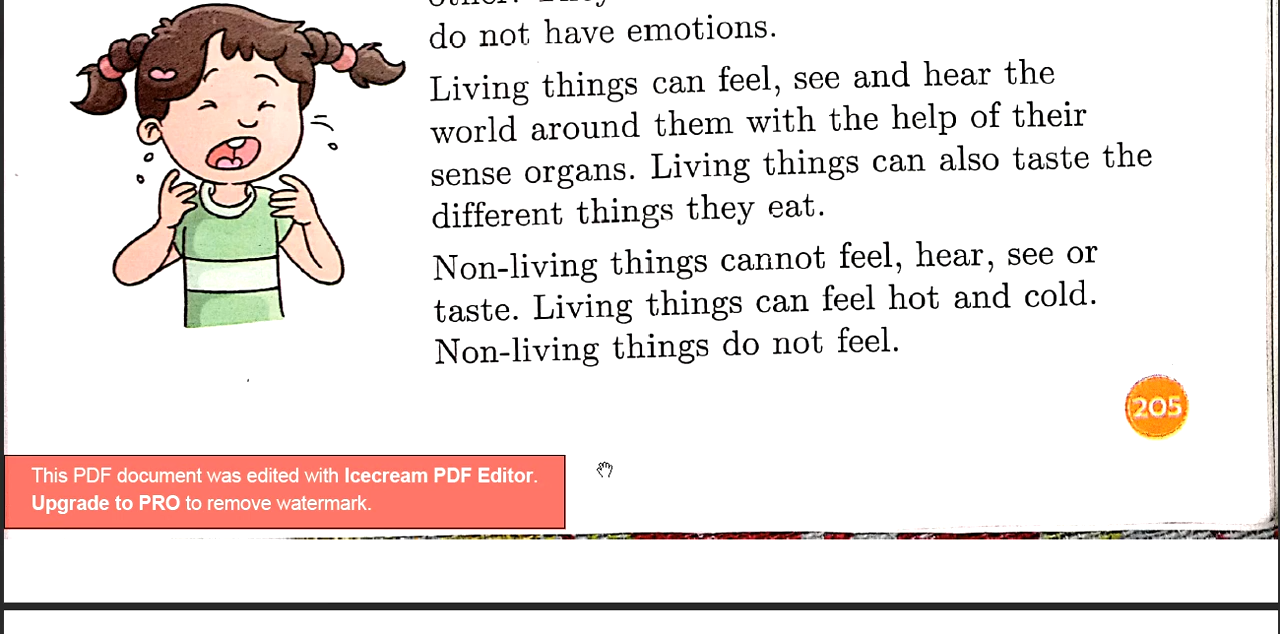 do not have emotions.
Living things can feel, see and hear the
world around them with the help of their
sense organs. Living things can also taste the
different things they eat.
Non-living things cannot feel, hear, see or
taste. Living things can feel hot and cold.
Non-living things do not feel.
205
This PDF document was edited with Icecream PDF Editor.
Upgrade to PRO to remove watermark.